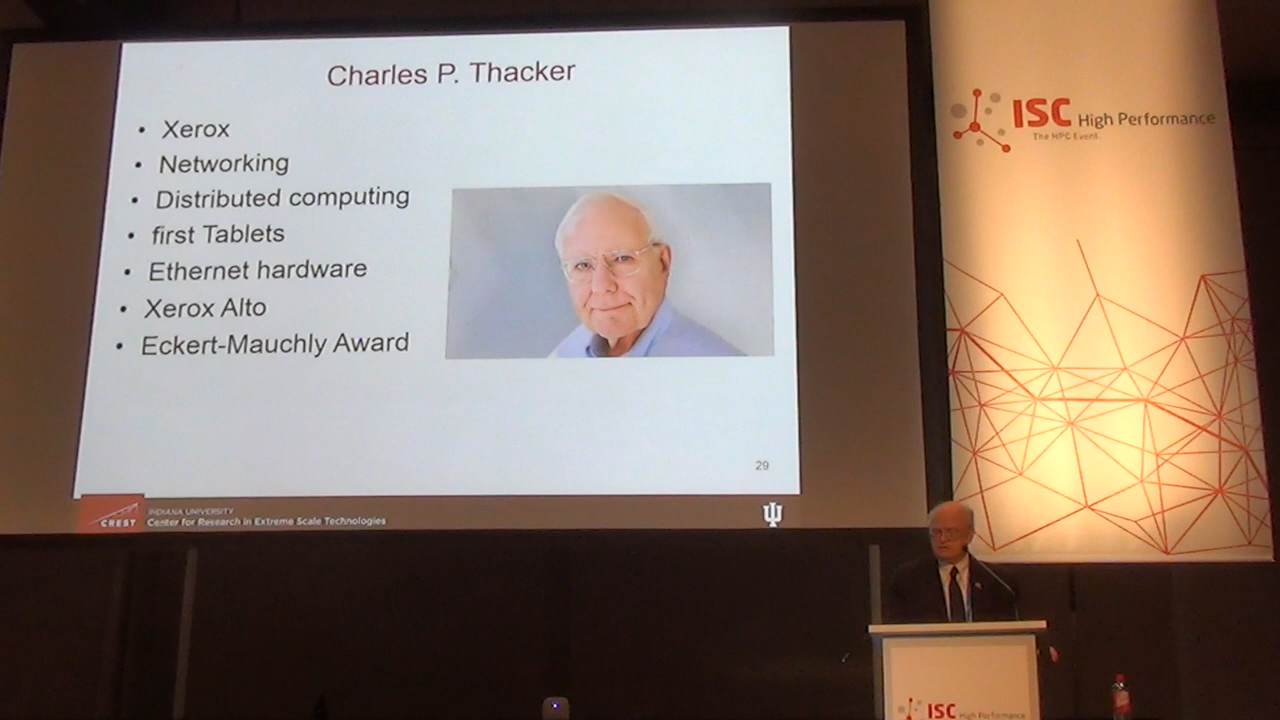 Charles P. Thacker
• Xerox
• Networking
• Distributed computing
• first Tablets
• Ethernet hardware
• Xerox Alto
• Eckert-Mauchly Award
29
CREST
INDIANA UNIVERSITY
Center for Research in Extreme Scale Technologies
ISC High Performance
The HPC Event.
ISC High Performance